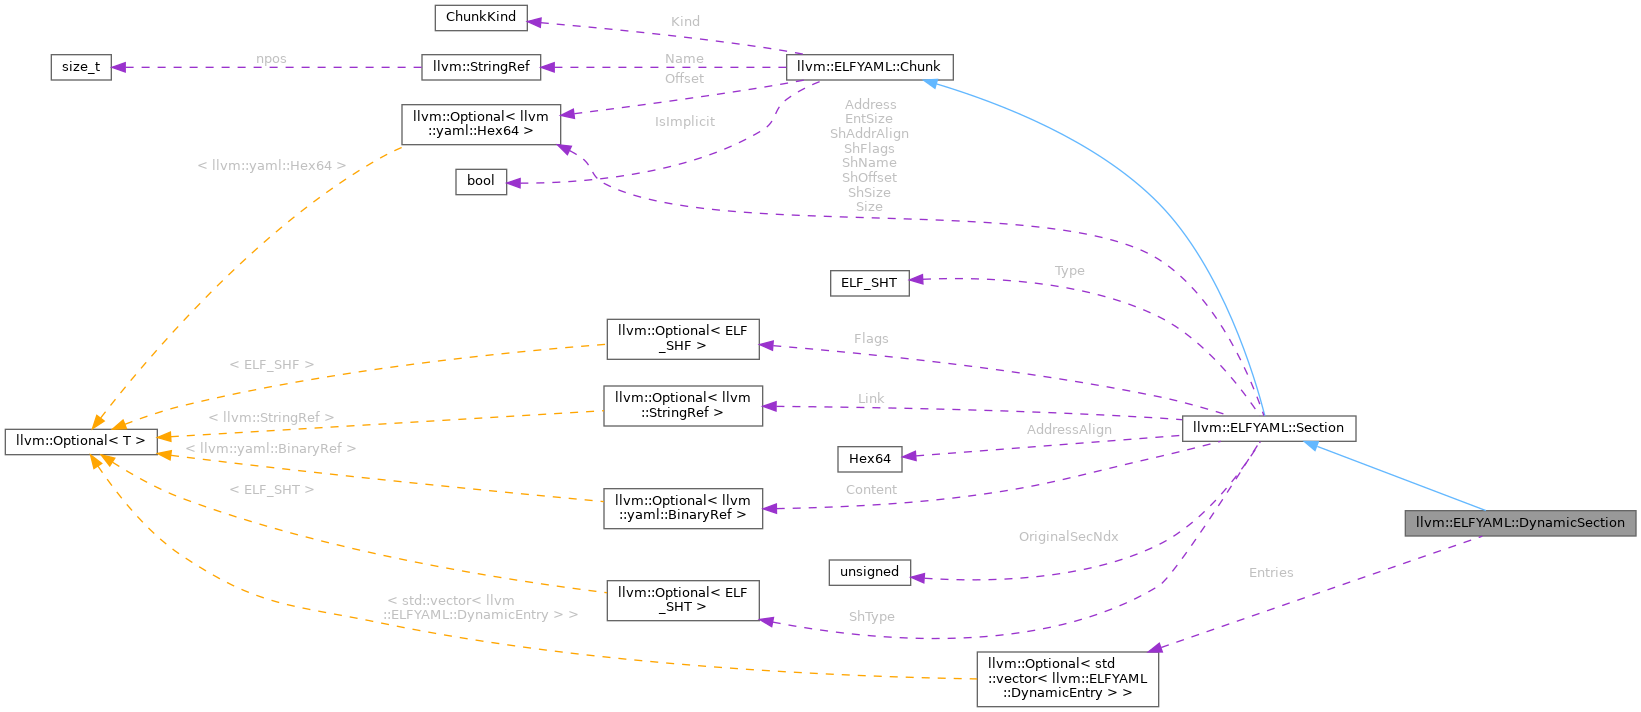 ChunkKind
Kind
size_t
npos
llvm::StringRef
Name
llvm::ELFYAML::Chunk
Offset
llvm::Optional< llvm
::yaml::Hex64 >
IsImplicit
Address
EntSize
ShAddrAlign
ShFlags
ShName
ShOffset
ShSize
Size
< llvm::yaml::Hex64 >
bool
ELF_SHT
Type
llvm::Optional< ELF
_SHF >
Flags
< ELF_SHF >
llvm::Optional< llvm
::StringRef >
Link
< llvm::StringRef >
llvm::Optional< T >
llvm::ELFYAML::Section
AddressAlign
Hex64
< llvm::yaml::BinaryRef >
< ELF_SHT >
llvm::Optional< llvm
::yaml::BinaryRef >
Content
llvm::ELFYAML::DynamicSection
OriginalSecNdx
unsigned
Entries
llvm::Optional< ELF
_SHT >
ShType
< std::vector< llvm
::ELFYAML::DynamicEntry > >
llvm::Optional< std
::vector< llvm::ELFYAML
::DynamicEntry > >